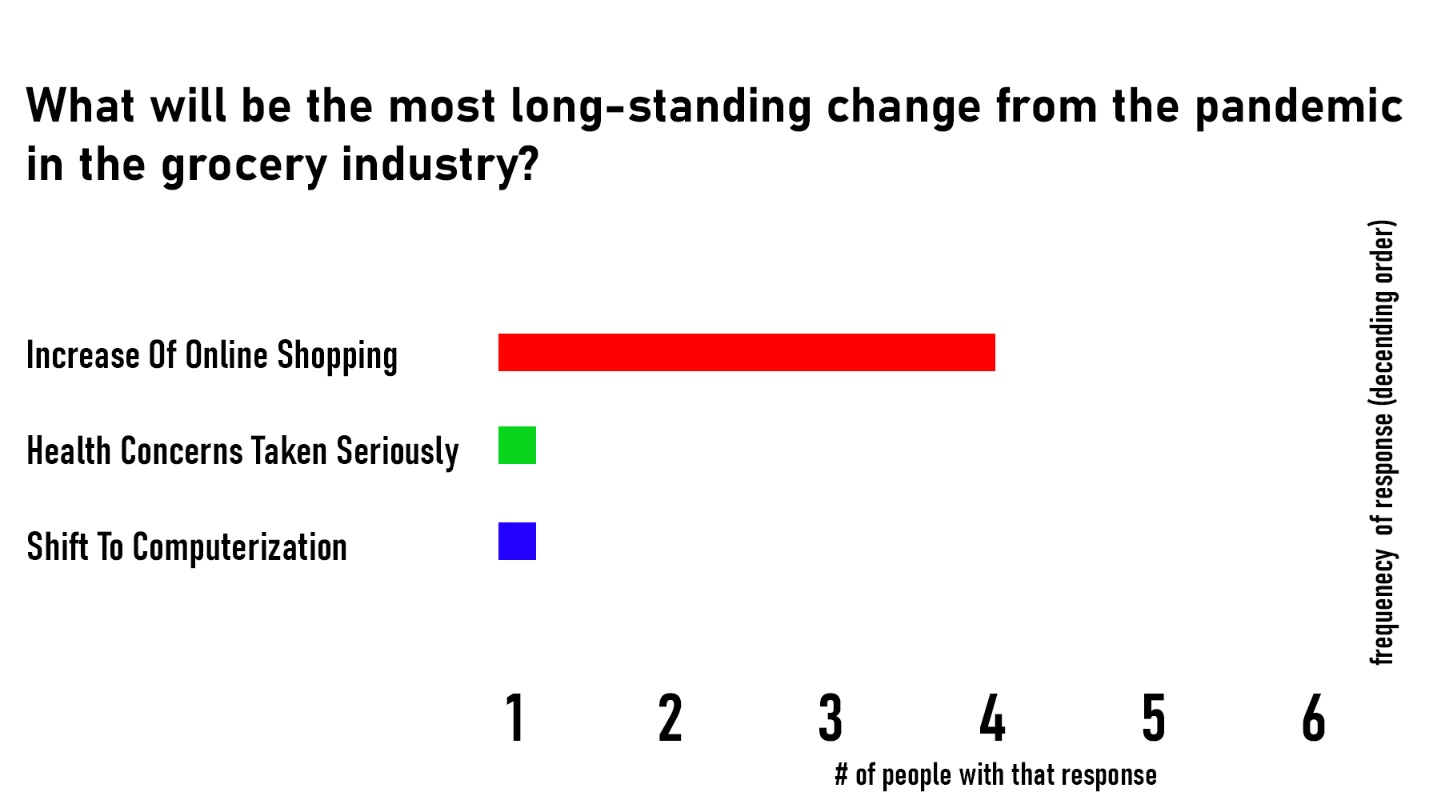 What will be the most long-standing change from the pandemic
in the grocery industry?
frequenecy of response (decending order)
Increase Of Online Shopping
Health Concerns Taken Seriously
Shift To Computerization
1 2 3 4 5 6
# of people with that response